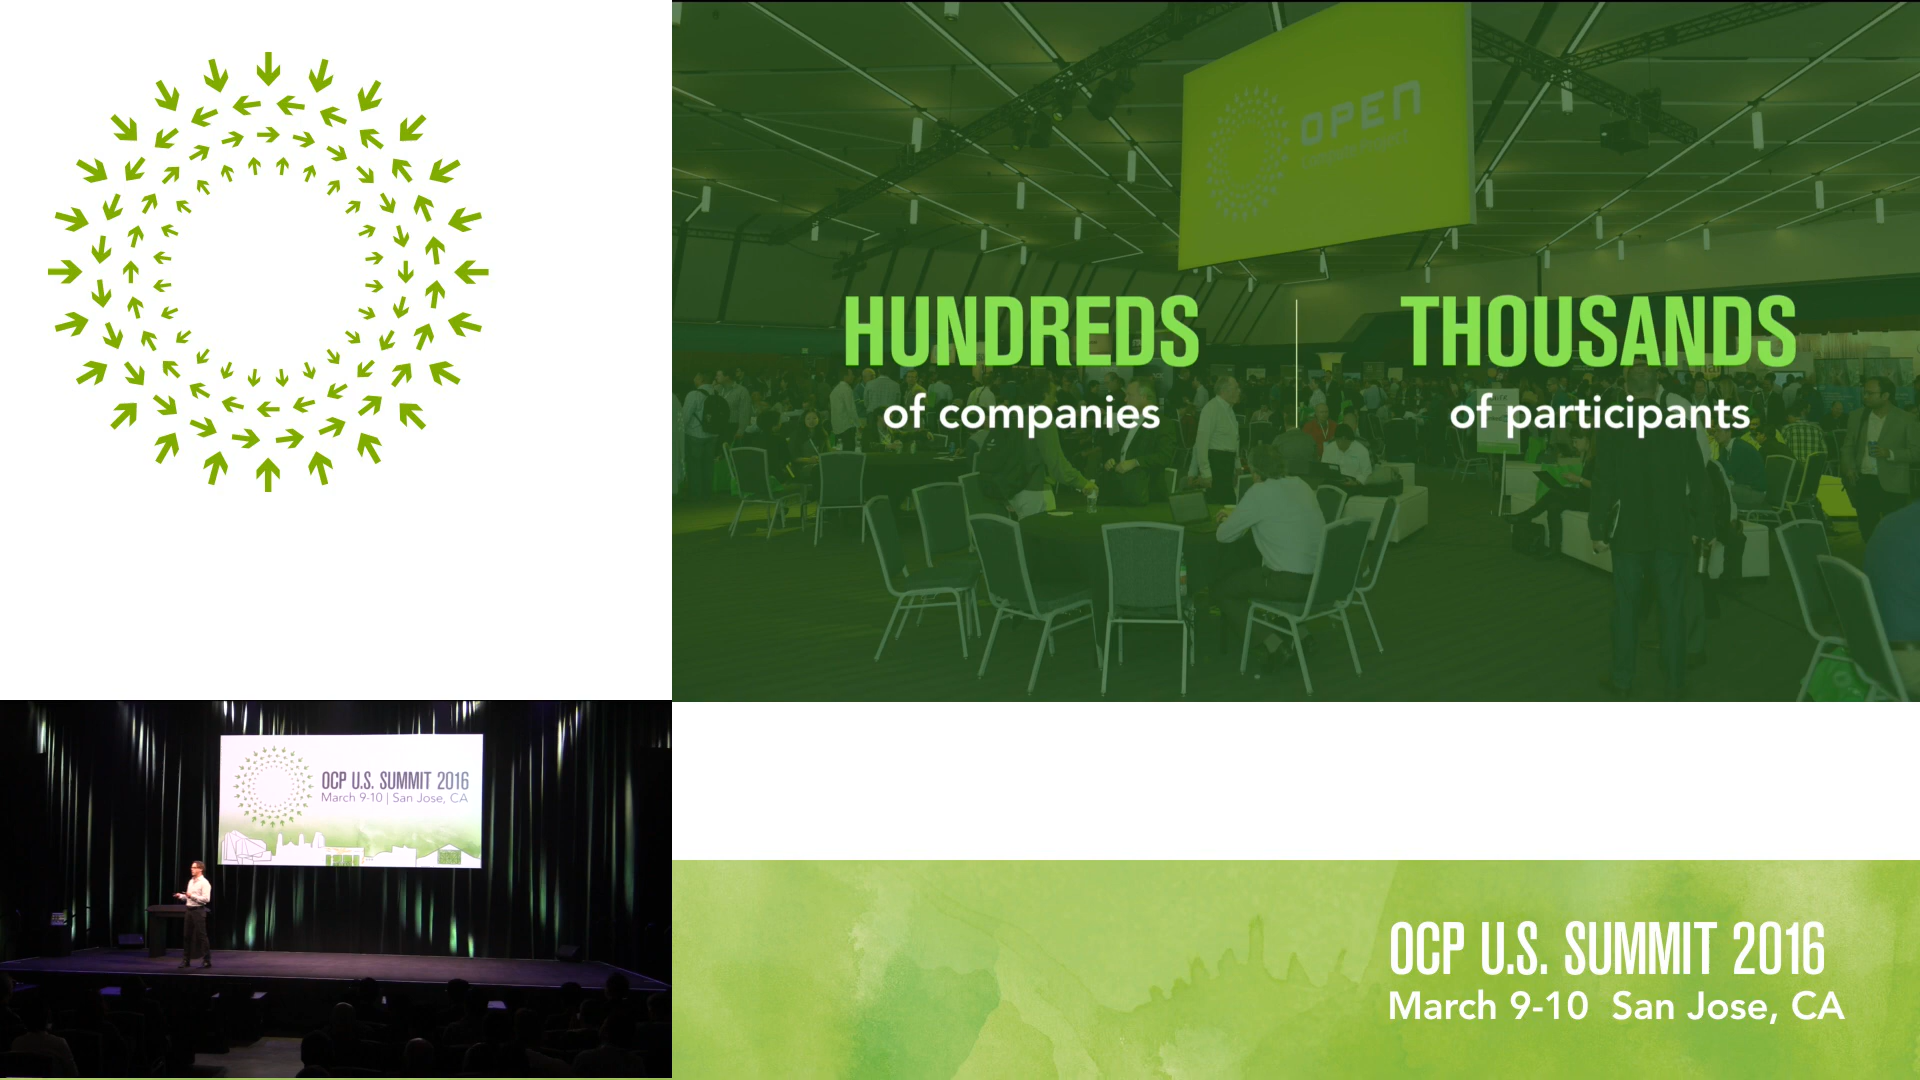 OPEN
HUNDREDS
of companies
THOUSANDS
of participants
OCP U.S. SUMMIT 2016
March 9-10 | San Jose, CA
OCP U.S. SUMMIT 2016
March 9-10 San Jose, CA